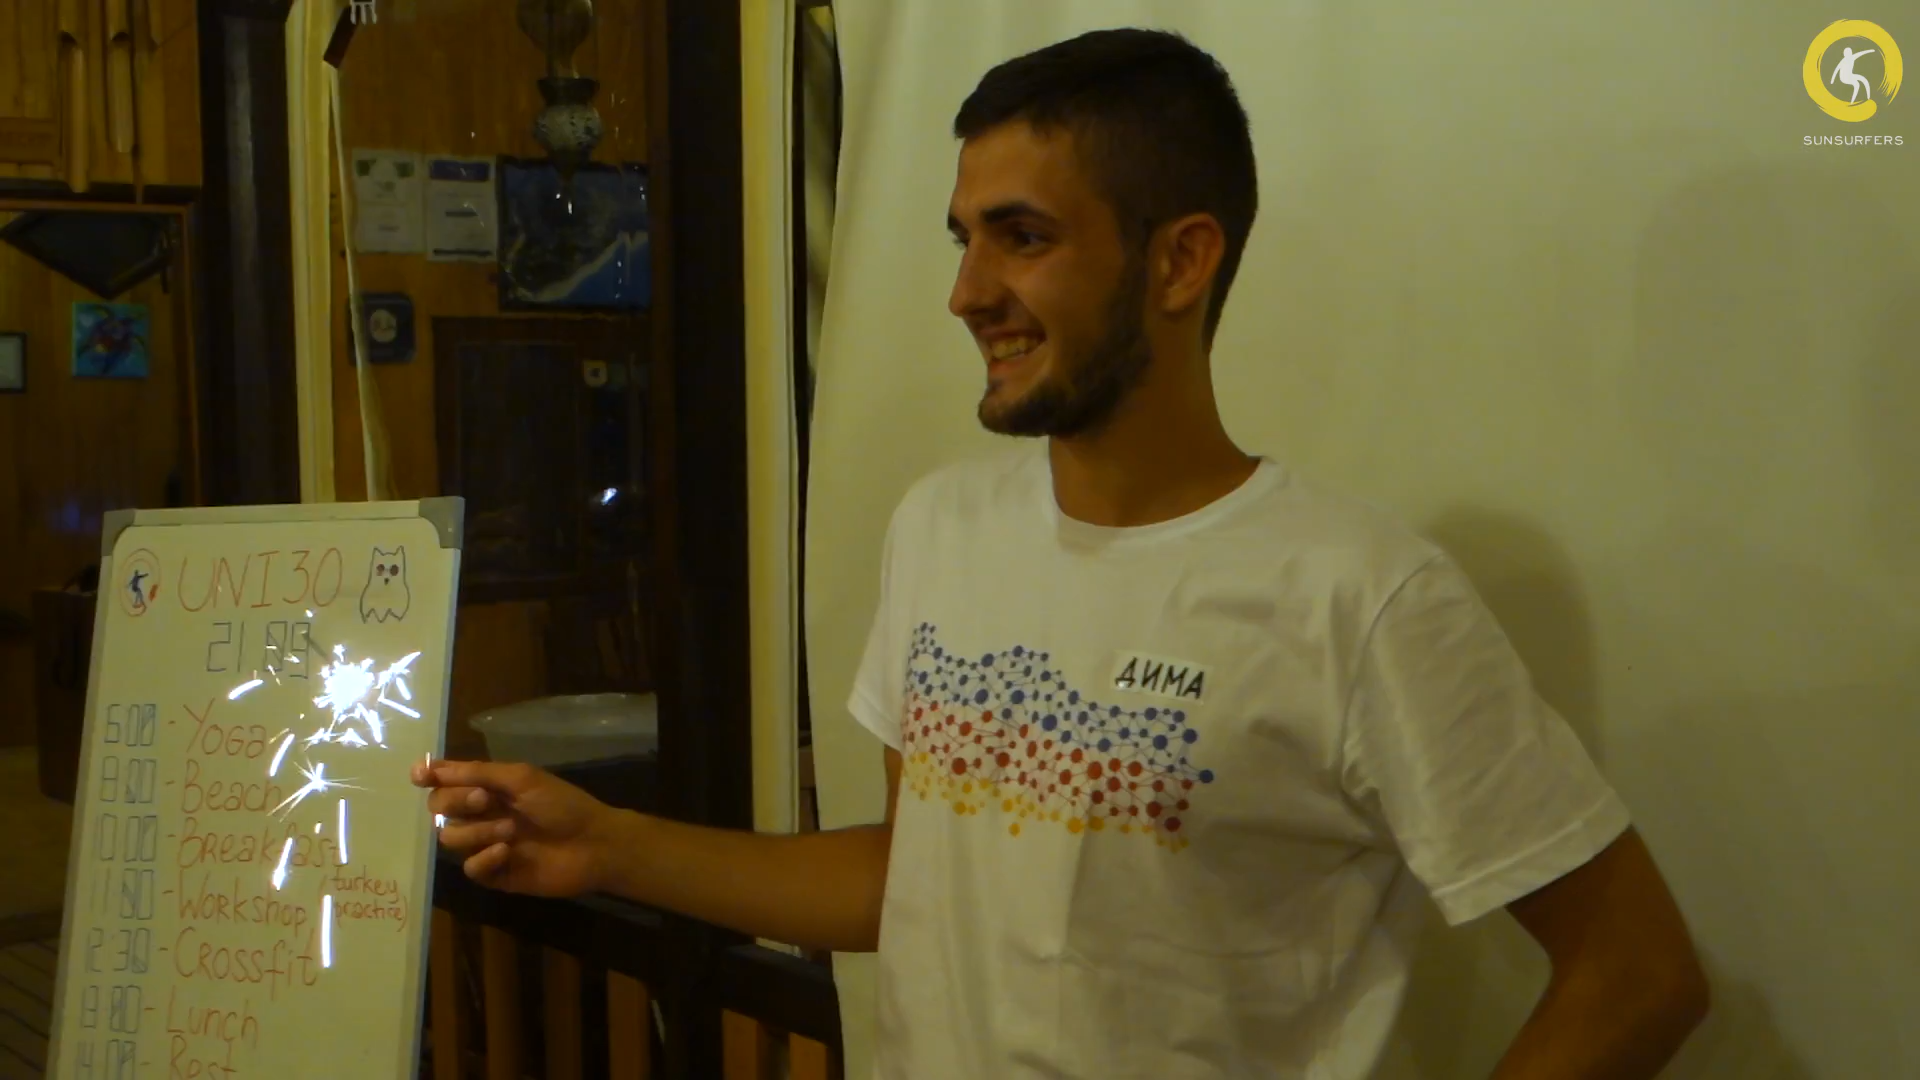 SUNSURFERS
UNI30
21.09
6:00 - Yoga
8:00 - Beach
10:00 - Breakfast
11:00 - Workshop (turkey practice)
12:30 - Crossfit
13:00 - Lunch
14:00 - Rest
ДИМА